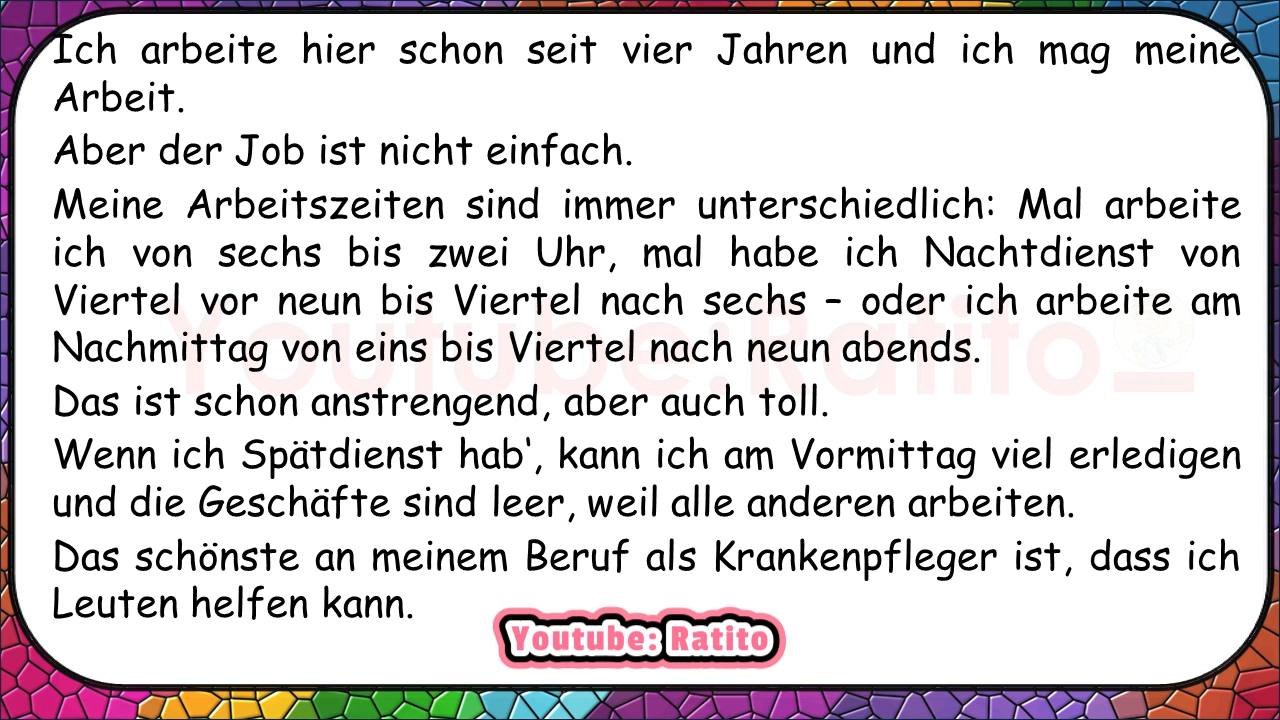 Ich arbeite hier schon seit vier Jahren und ich mag meine
Arbeit.
Aber der Job ist nicht einfach.
Meine Arbeitszeiten sind immer unterschiedlich: Mal arbeite
ich von sechs bis zwei Uhr, mal habe ich Nachtdienst von
Viertel vor neun bis Viertel nach sechs – oder ich arbeite am
Nachmittag von eins bis Viertel nach neun abends.
Das ist schon anstrengend, aber auch toll.
Wenn ich Spätdienst hab', kann ich am Vormittag viel erledigen
und die Geschäfte sind leer, weil alle anderen arbeiten.
Das schönste an meinem Beruf als Krankenpfleger ist, dass ich
Leuten helfen kann.
Youtube:Ratito
Youtube: Ratito